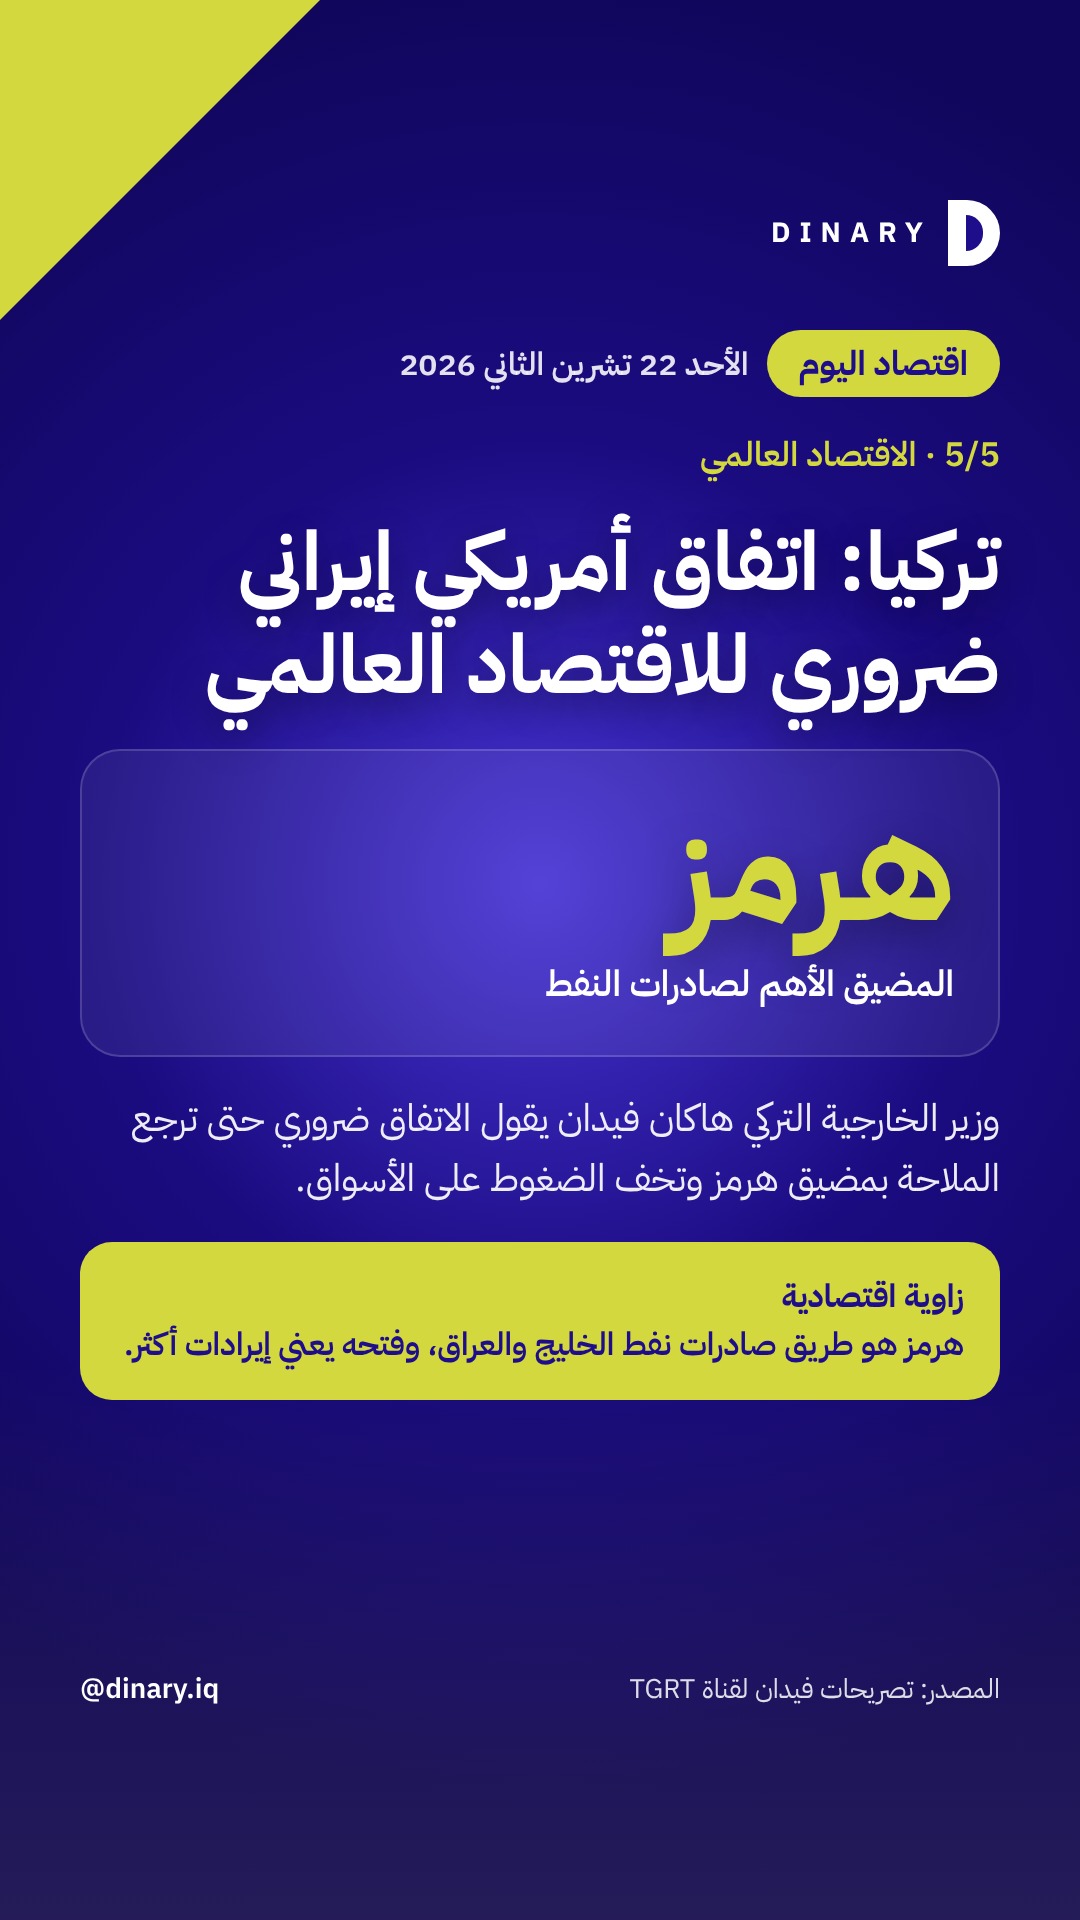 DINARY D
اقتصاد اليوم الأحد 22 تشرين الثاني 2026
5/5 · الاقتصاد العالمي
تركيا: اتفاق أمريكي إيراني
ضروري للاقتصاد العالمي
هرمز
المضيق الأهم لصادرات النفط
وزير الخارجية التركي هاكان فيدان يقول الاتفاق ضروري حتى ترجع
الملاحة بمضيق هرمز وتخف الضغوط على الأسواق.
زاوية اقتصادية
هرمز هو طريق صادرات نفط الخليج والعراق، وفتحه يعني إيرادات أكثر.
المصدر: تصريحات فيدان لقناة TGRT
@dinary.iq